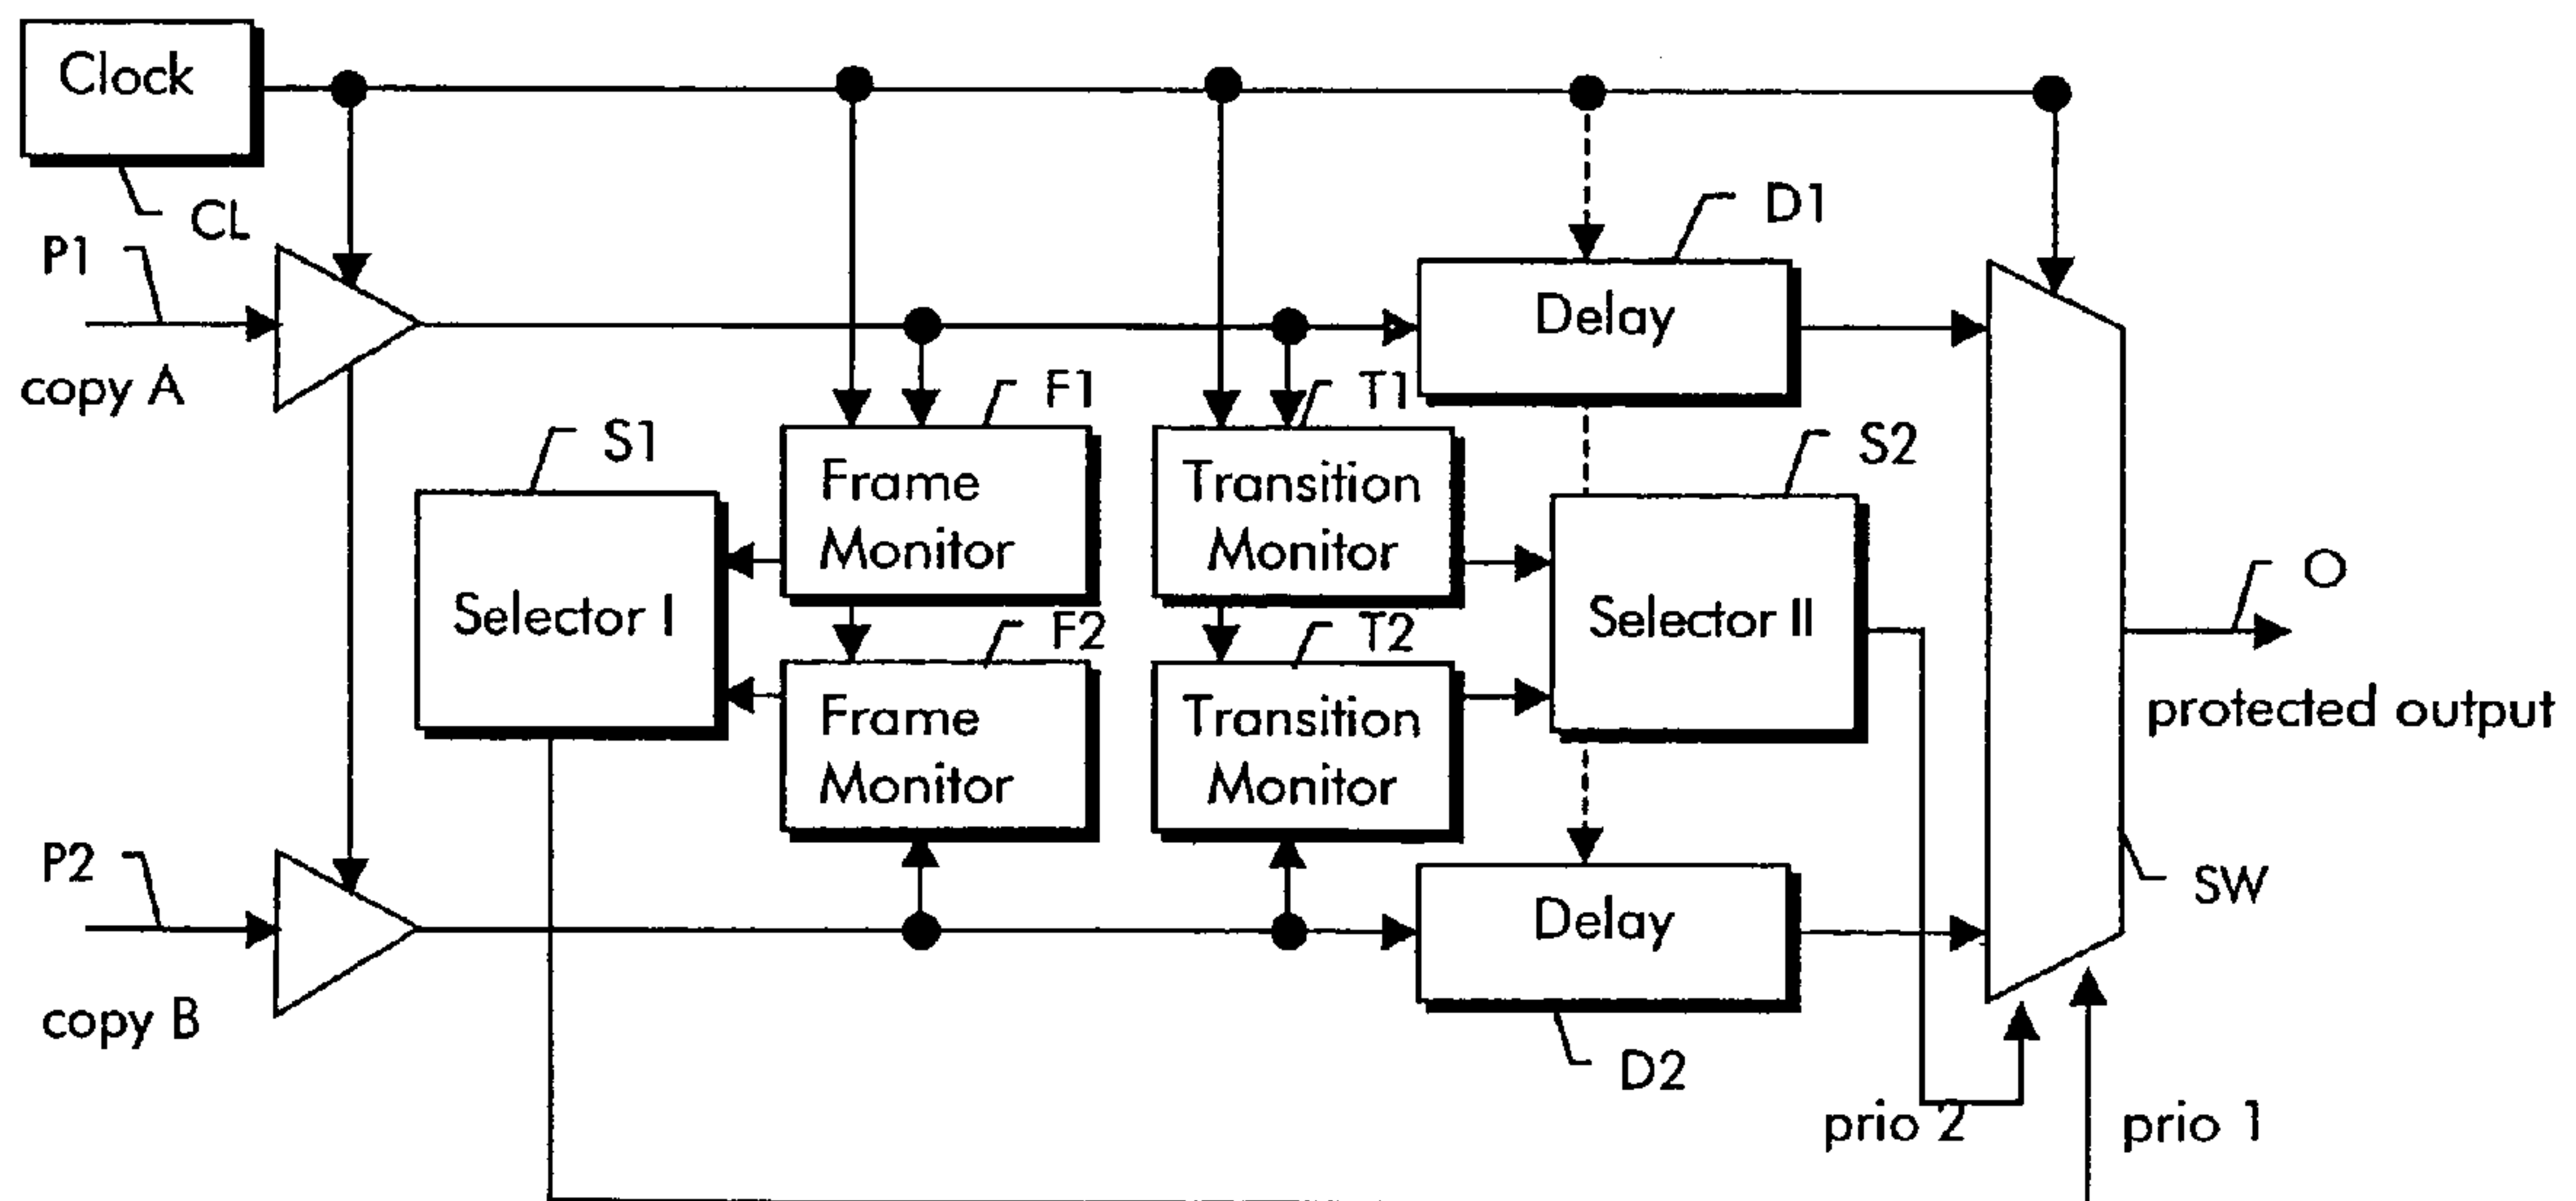 Clock
CL
P1
copy A
D1
Delay
F1
T1
S1
S2
Frame
Monitor
Transition
Monitor
Selector I
Selector II
O
protected output
F2
T2
Frame
Monitor
Transition
Monitor
P2
copy B
Delay
SW
D2
prio 2
prio 1